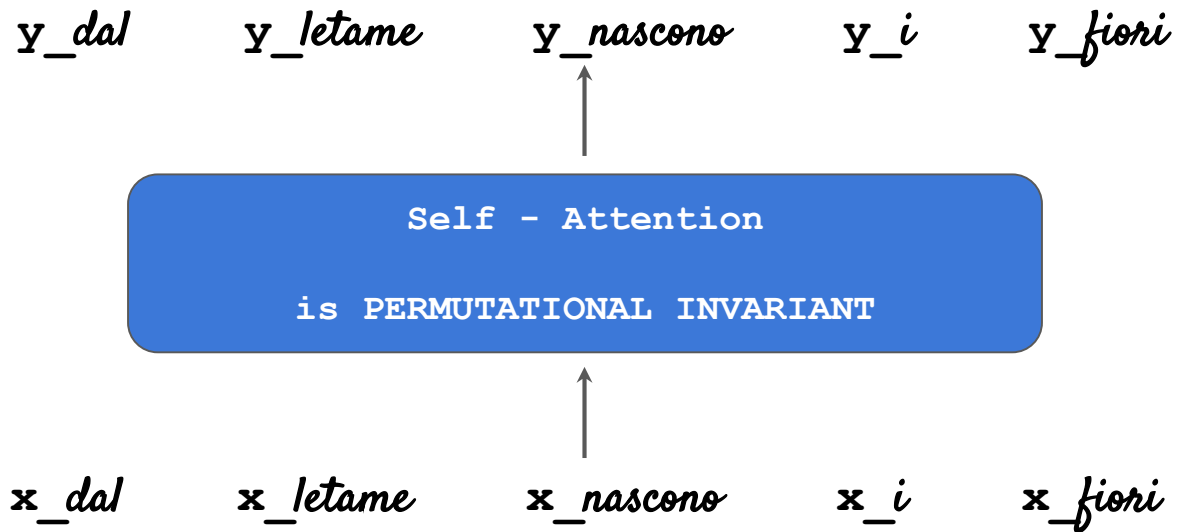 y_dal y_letame y_nascono y_i y_fiori
Self - Attention
is PERMUTATIONAL INVARIANT
x_dal x_letame x_nascono x_i x_fiori